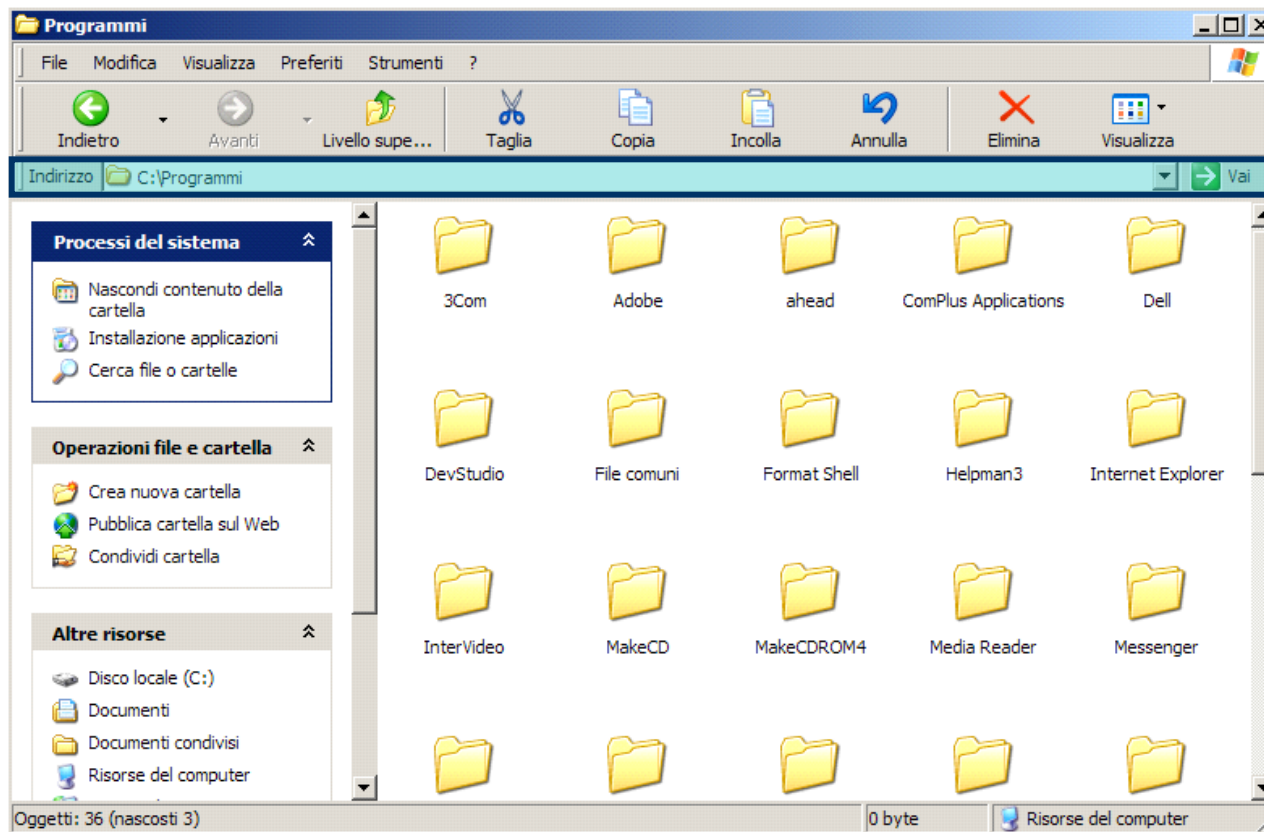 Programmi
File Modifica Visualizza Preferiti Strumenti ?
Indietro Avanti Livello supe... Taglia Copia Incolla Annulla Elimina Visualizza
Indirizzo C:\Programmi Vai
Processi del sistema
Nascondi contenuto della
cartella
Installazione applicazioni
Cerca file o cartelle
Operazioni file e cartella
Crea nuova cartella
Pubblica cartella sul Web
Condividi cartella
Altre risorse
Disco locale (C:)
Documenti
Documenti condivisi
Risorse del computer
3Com Adobe ahead ComPlus Applications Dell
DevStudio File comuni Format Shell Helpman3 Internet Explorer
InterVideo MakeCD MakeCDROM4 Media Reader Messenger
Oggetti: 36 (nascosti 3) 0 byte Risorse del computer